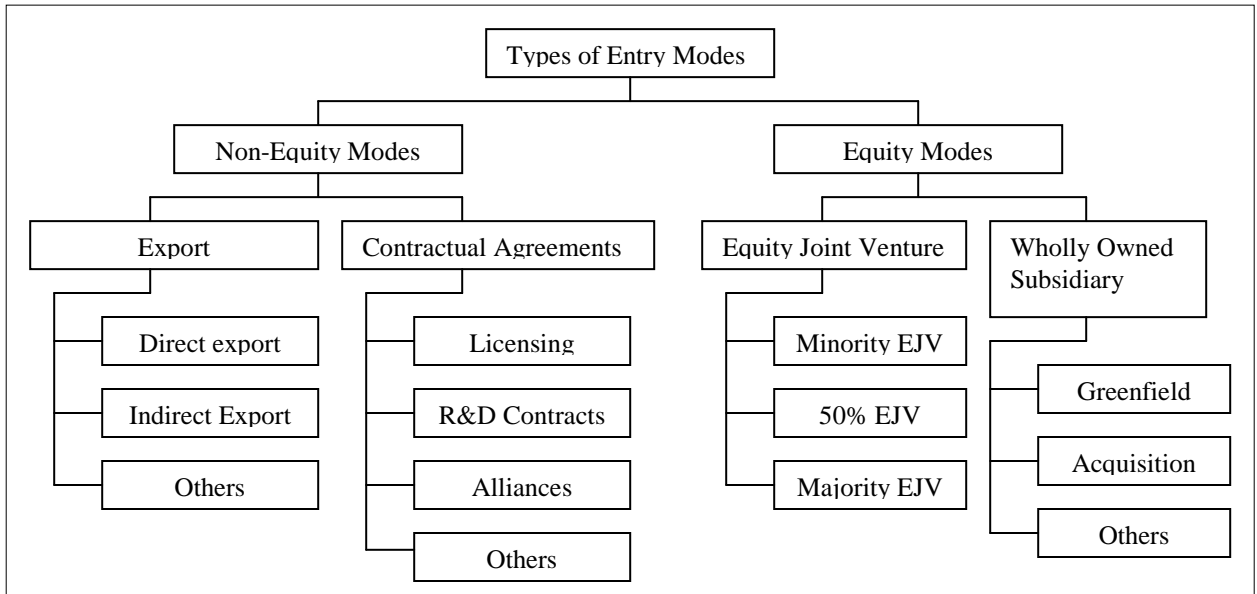 Types of Entry Modes
Non-Equity Modes
Equity Modes
Export
Contractual Agreements
Equity Joint Venture
Wholly Owned
Subsidiary
Direct export
Indirect Export
Others
Licensing
R&D Contracts
Alliances
Others
Minority EJV
50% EJV
Majority EJV
Greenfield
Acquisition
Others